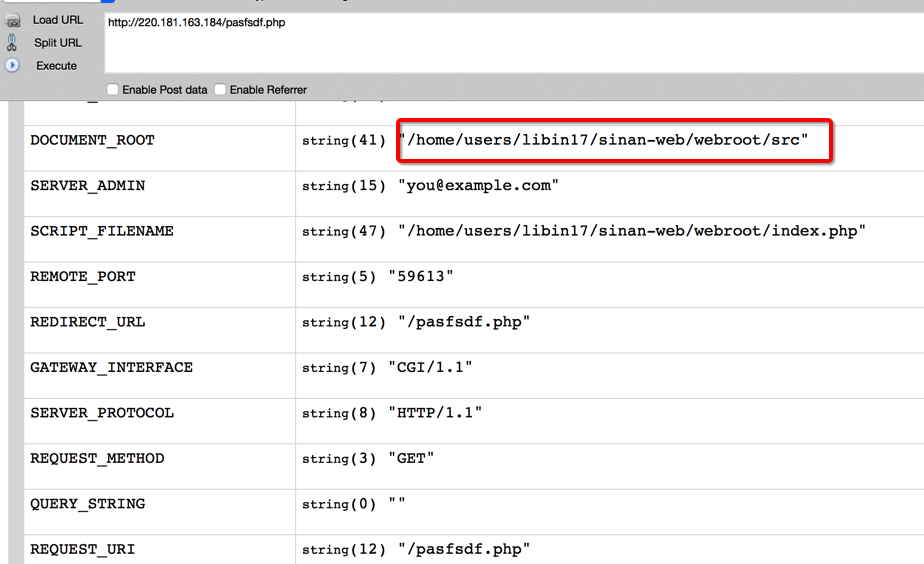 Load URL
http://220.181.163.184/pasfsdf.php
Split URL
Execute
Enable Post data Enable Referrer
DOCUMENT_ROOT string(41) "/home/users/libin17/sinan-web/webroot/src"
SERVER_ADMIN string(15) "you@example.com"
SCRIPT_FILENAME string(47) "/home/users/libin17/sinan-web/webroot/index.php"
REMOTE_PORT string(5) "59613"
REDIRECT_URL string(12) "/pasfsdf.php"
GATEWAY_INTERFACE string(7) "CGI/1.1"
SERVER_PROTOCOL string(8) "HTTP/1.1"
REQUEST_METHOD string(3) "GET"
QUERY_STRING string(0) ""
REQUEST_URI string(12) "/pasfsdf.php"